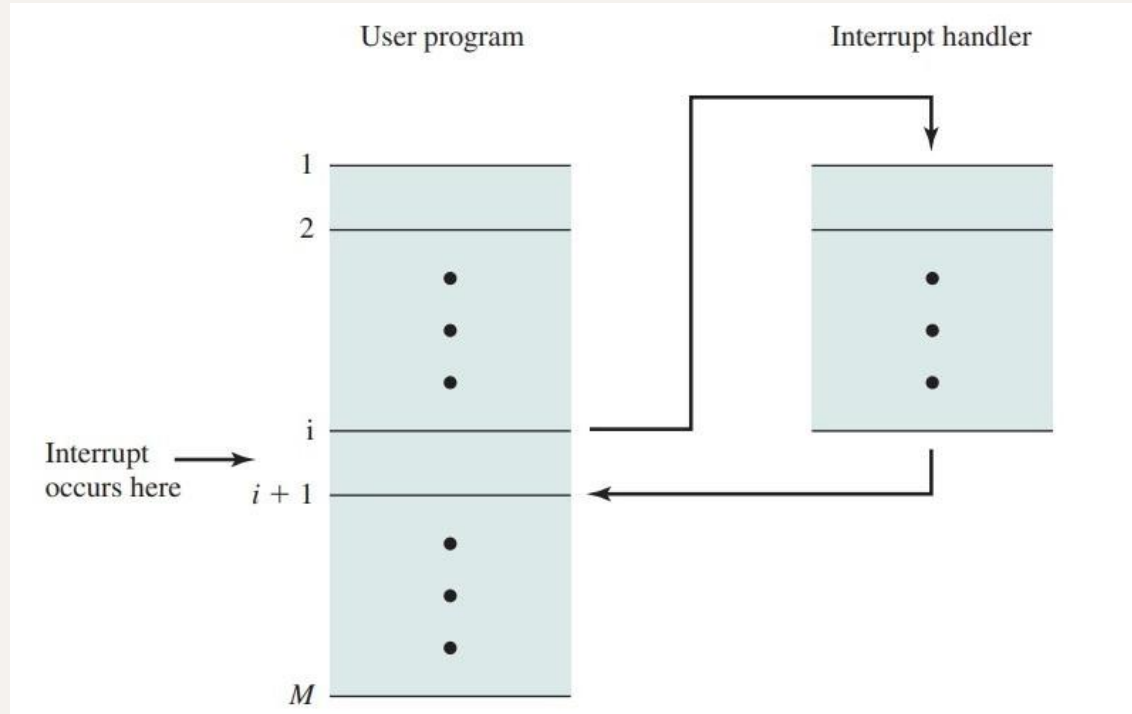 User program
Interrupt handler
1
2
i
Interrupt
occurs here
i + 1
M